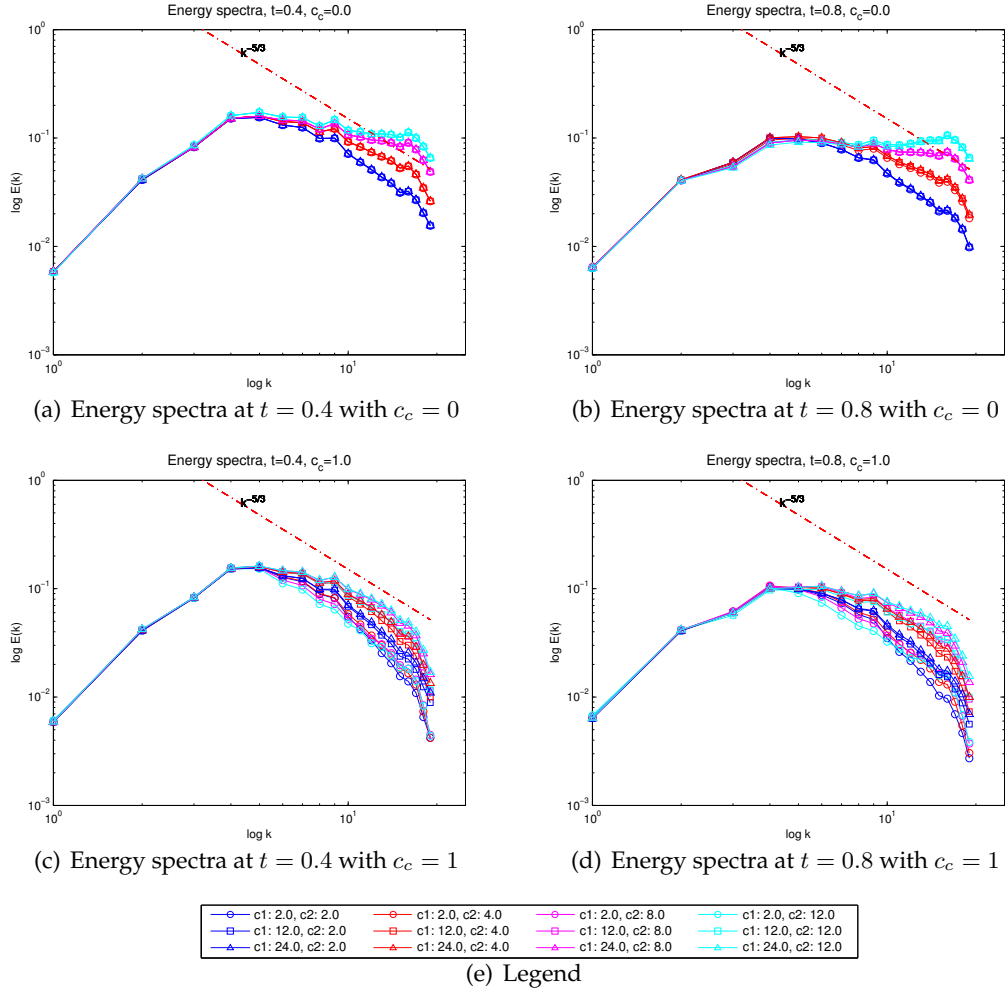 Energy spectra, t=0.4, c_c=0.0
10^0
10^-1
10^-2
10^-3
log E(k)
k^-5/3
10^0
10^1
log k
(a) Energy spectra at t = 0.4 with c_c = 0
Energy spectra, t=0.8, c_c=0.0
10^0
10^-1
10^-2
10^-3
log E(k)
k^-5/3
10^0
10^1
log k
(b) Energy spectra at t = 0.8 with c_c = 0
Energy spectra, t=0.4, c_c=1.0
10^0
10^-1
10^-2
10^-3
log E(k)
k^-5/3
10^0
10^1
log k
(c) Energy spectra at t = 0.4 with c_c = 1
Energy spectra, t=0.8, c_c=1.0
10^0
10^-1
10^-2
10^-3
log E(k)
k^-5/3
10^0
10^1
log k
(d) Energy spectra at t = 0.8 with c_c = 1
c1: 2.0, c2: 2.0 c1: 2.0, c2: 4.0 c1: 2.0, c2: 8.0 c1: 2.0, c2: 12.0
c1: 12.0, c2: 2.0 c1: 12.0, c2: 4.0 c1: 12.0, c2: 8.0 c1: 12.0, c2: 12.0
c1: 24.0, c2: 2.0 c1: 24.0, c2: 4.0 c1: 24.0, c2: 8.0 c1: 24.0, c2: 12.0
(e) Legend